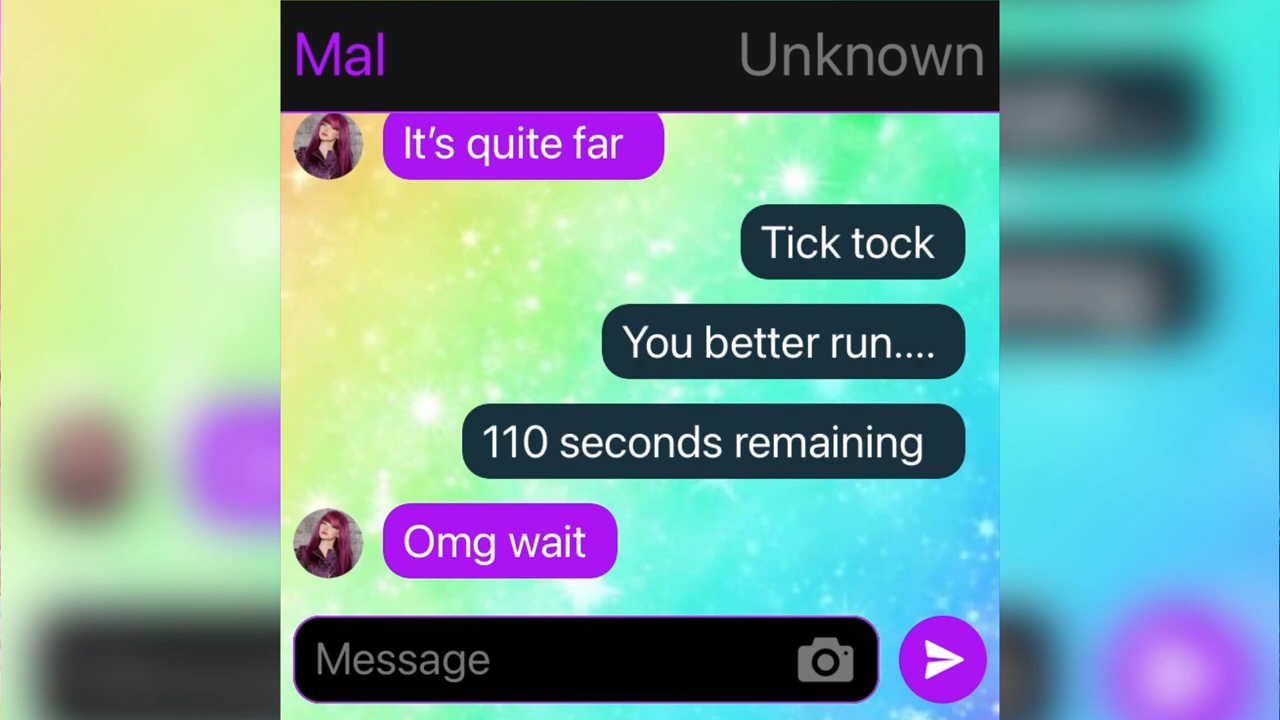 Mal
Unknown
It’s quite far
Tick tock
You better run....
110 seconds remaining
Omg wait
Message